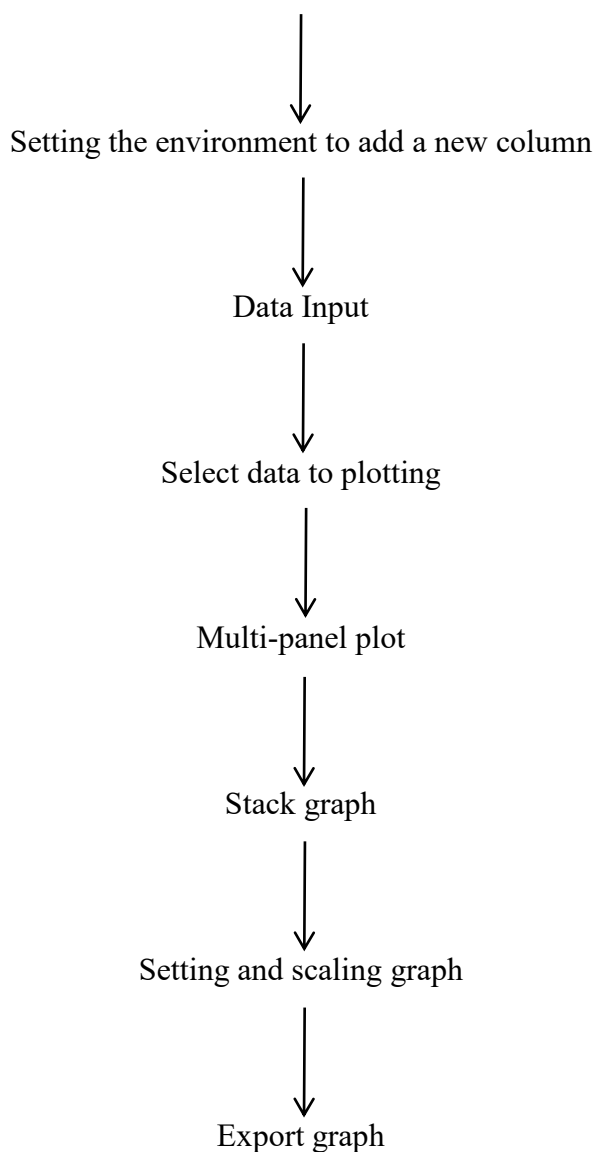 Setting the environment to add a new column
Data Input
Select data to plotting
Multi-panel plot
Stack graph
Setting and scaling graph
Export graph